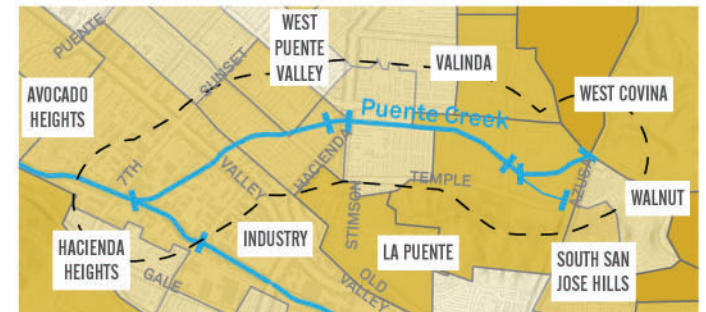 PUENTE
WEST
PUENTE
VALLEY
SUNSET
VALINDA
AVOCADO
HEIGHTS
WEST COVINA
Puente Creek
7TH
VALLEY
HACIENDA
STIMSON
TEMPLE
AZUSA
WALNUT
HACIENDA
HEIGHTS
INDUSTRY
LA PUENTE
SOUTH SAN
JOSE HILLS
GALE
OLD
VALLEY